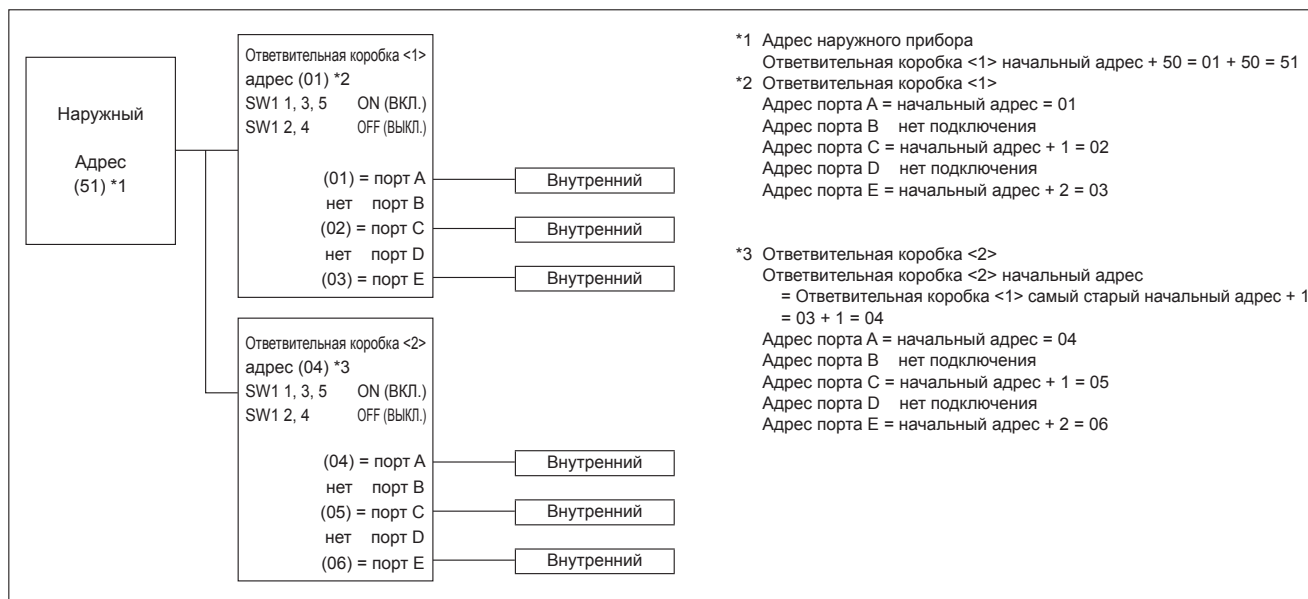 Наружный
Адрес
(51) *1
Ответвительная коробка <1>
адрес (01) *2
SW1 1, 3, 5 ON (ВКЛ.)
SW1 2, 4 OFF (ВЫКЛ.)
(01) = порт A Внутренний
нет порт B
(02) = порт C Внутренний
нет порт D
(03) = порт E Внутренний
Ответвительная коробка <2>
адрес (04) *3
SW1 1, 3, 5 ON (ВКЛ.)
SW1 2, 4 OFF (ВЫКЛ.)
(04) = порт A Внутренний
нет порт B
(05) = порт C Внутренний
нет порт D
(06) = порт E Внутренний
*1 Адрес наружного прибора
Ответвительная коробка <1> начальный адрес + 50 = 01 + 50 = 51
*2 Ответвительная коробка <1>
Адрес порта A = начальный адрес = 01
Адрес порта B нет подключения
Адрес порта C = начальный адрес + 1 = 02
Адрес порта D нет подключения
Адрес порта E = начальный адрес + 2 = 03
*3 Ответвительная коробка <2>
Ответвительная коробка <2> начальный адрес
= Ответвительная коробка <1> самый старый начальный адрес + 1
= 03 + 1 = 04
Адрес порта A = начальный адрес = 04
Адрес порта B нет подключения
Адрес порта C = начальный адрес + 1 = 05
Адрес порта D нет подключения
Адрес порта E = начальный адрес + 2 = 06